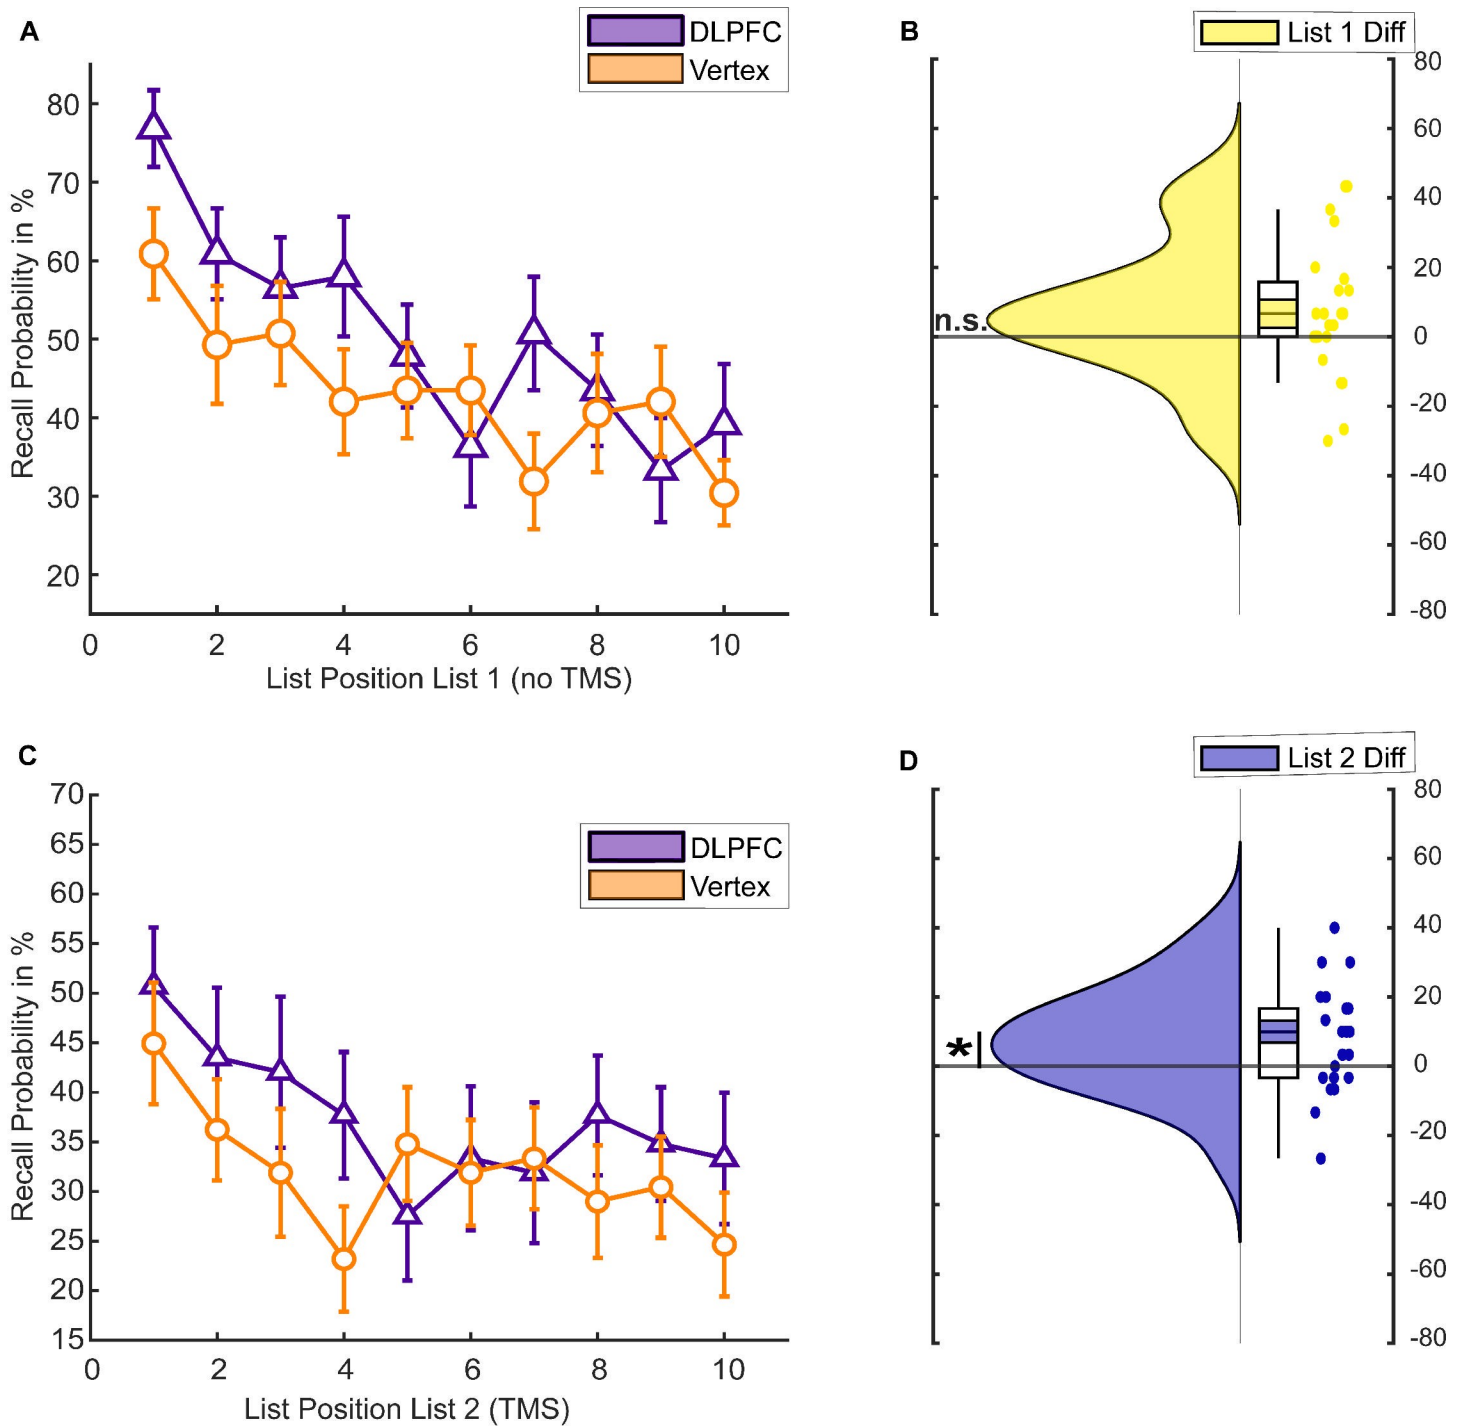 A
DLPFC
Vertex
80
70
60
50
40
30
20
Recall Probability in %
0 2 4 6 8 10
List Position List 1 (no TMS)
B
List 1 Diff
80
60
40
20
0
-20
-40
-60
-80
n.s.
C
DLPFC
Vertex
70
65
80
60
55
50
45
40
35
30
25
20
15
Recall Probability in %
0 2 4 6 8 10
List Position List 2 (TMS)
D
List 2 Diff
80
60
40
20
0
-20
-40
-60
-80
*